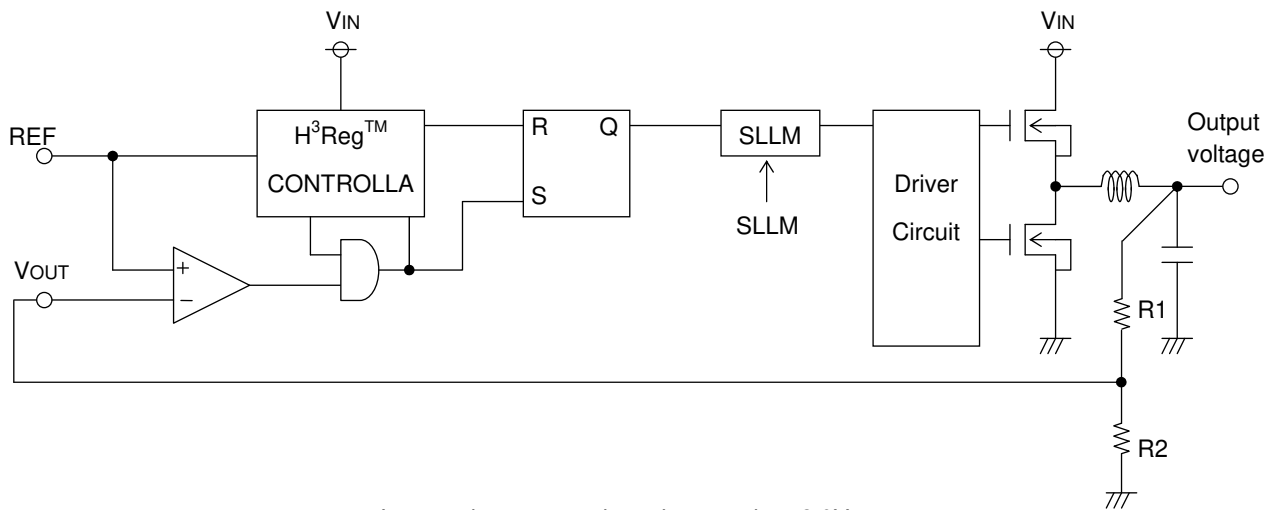 VIN
VIN
REF
H³Reg™
CONTROLLA
R
Q
S
SLLM
SLLM
Driver
Circuit
Output
voltage
VOUT
+
−
R1
R2